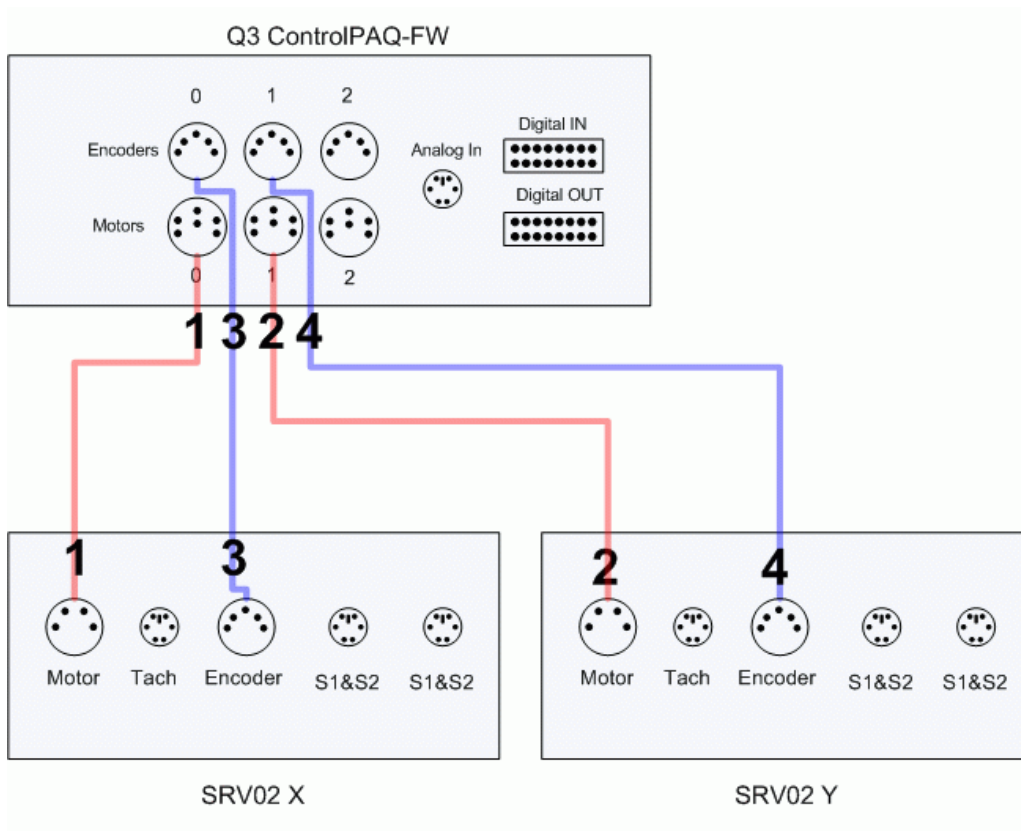 Q3 ControlPAQ-FW
0 1 2
Digital IN
Encoders
Analog In
Digital OUT
Motors
0 1 2
1 3 2 4
1 3 2 4
Motor Tach Encoder S1&S2 S1&S2 Motor Tach Encoder S1&S2 S1&S2
SRV02 X SRV02 Y